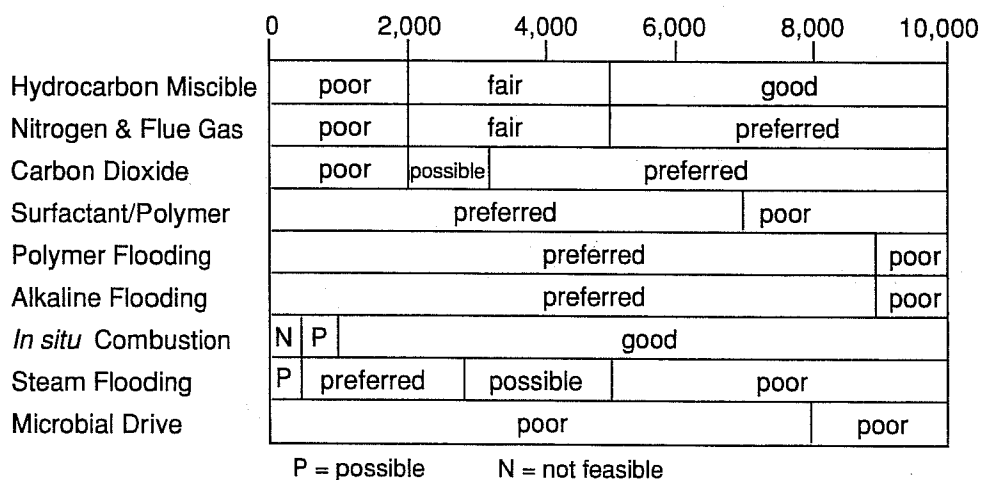 0 2,000 4,000 6,000 8,000 10,000
Hydrocarbon Miscible poor fair good
Nitrogen & Flue Gas poor fair preferred
Carbon Dioxide poor possible preferred
Surfactant/Polymer preferred poor
Polymer Flooding preferred poor
Alkaline Flooding preferred poor
In situ Combustion N P good
Steam Flooding P preferred possible poor
Microbial Drive poor poor
P = possible N = not feasible